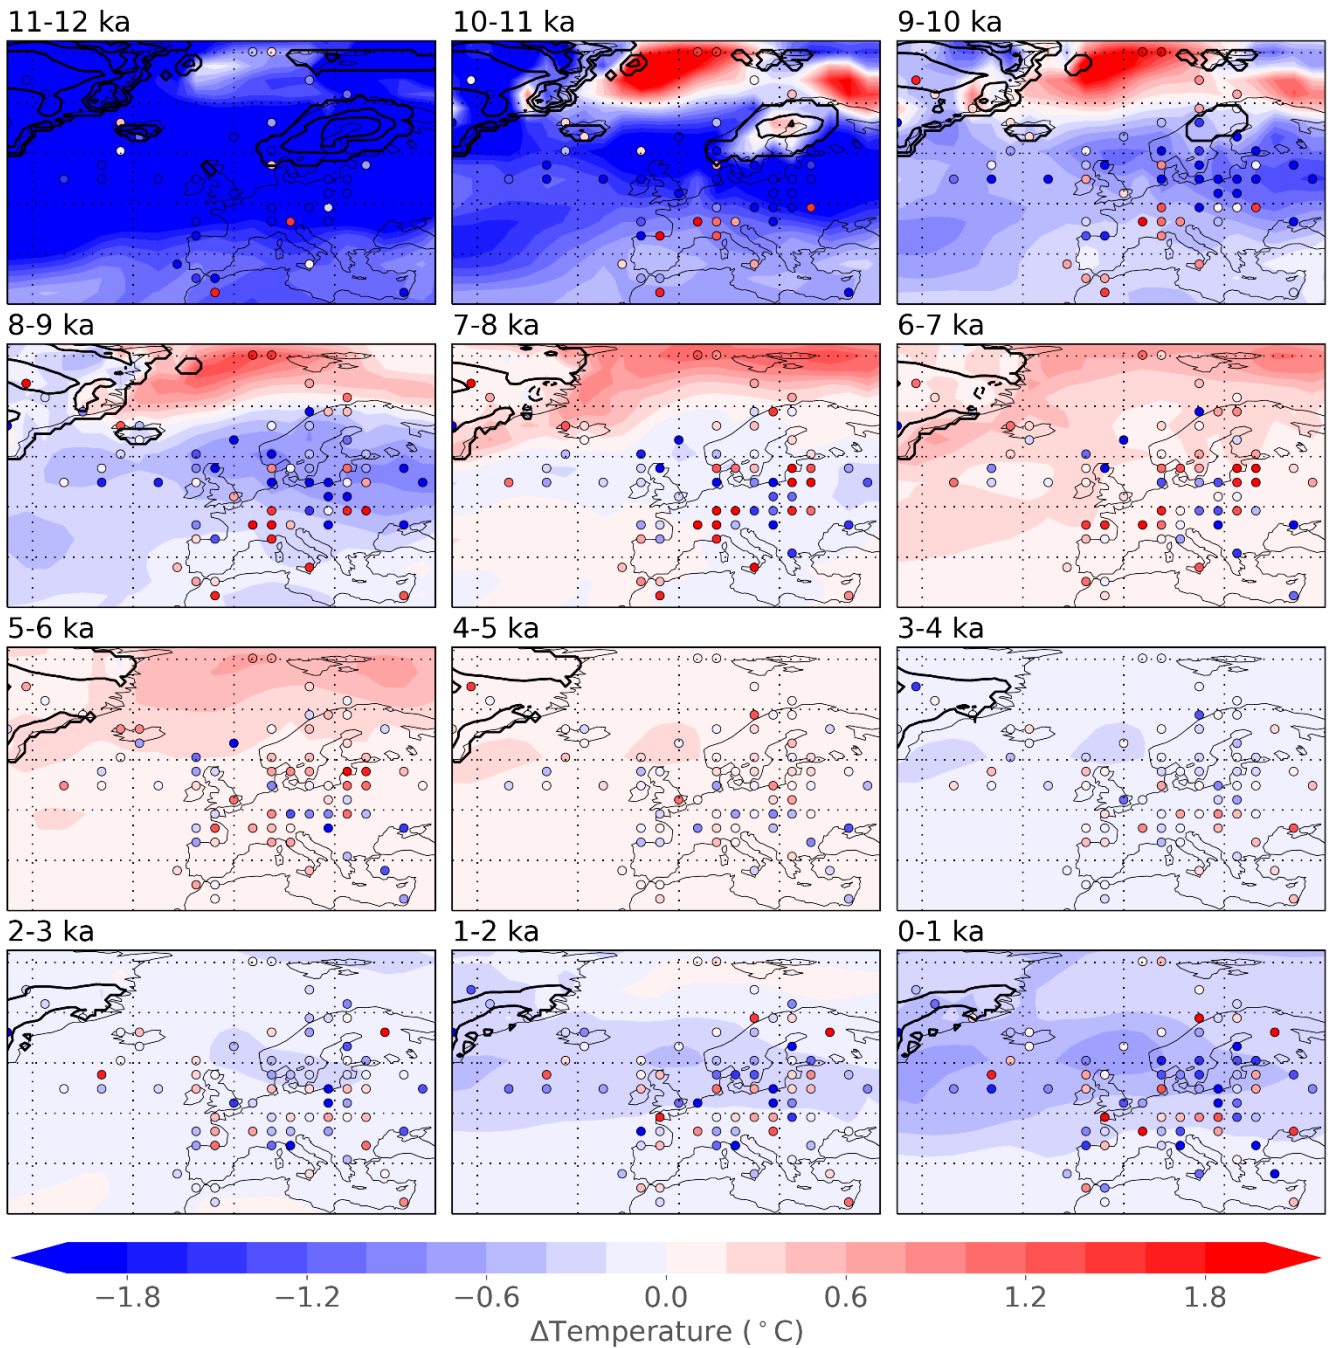 11-12 ka
10-11 ka
9-10 ka
8-9 ka
7-8 ka
6-7 ka
5-6 ka
4-5 ka
3-4 ka
2-3 ka
1-2 ka
0-1 ka
−1.8 −1.2 −0.6 0.0 0.6 1.2 1.8
ΔTemperature (°C)